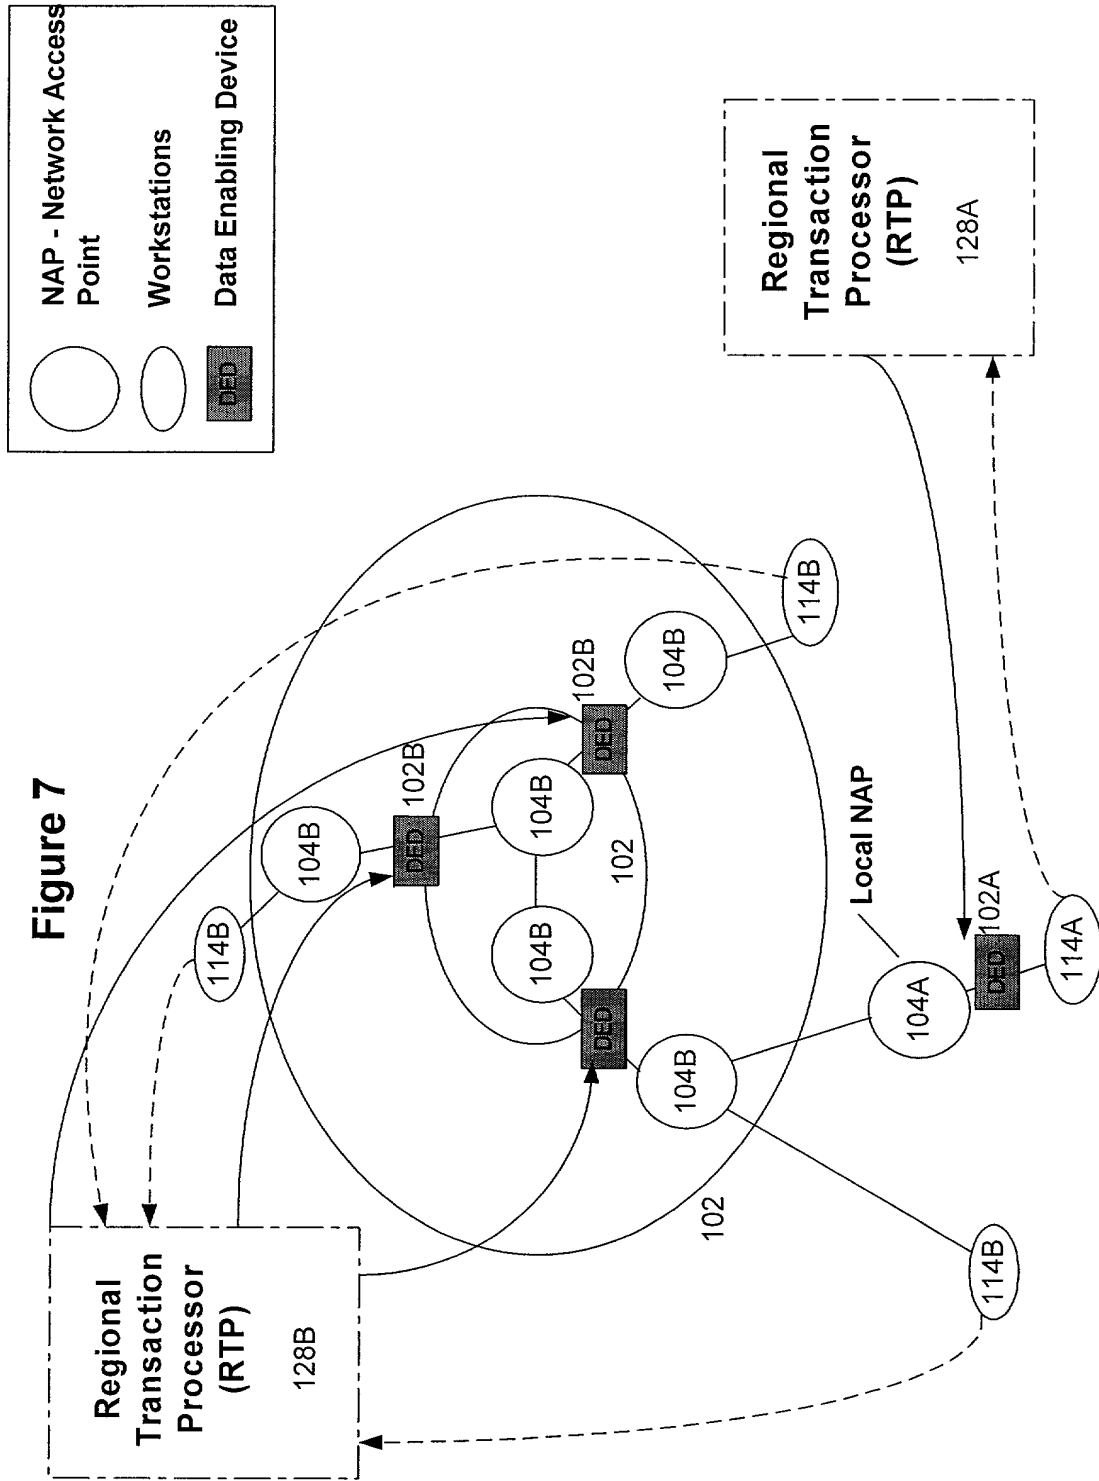 Figure 7
NAP - Network Access
Point
Workstations
DED
Data Enabling Device
Regional
Transaction
Processor
(RTP)
128B
114B
104B
102B
DED
104B
104B
102B
DED
DED
102
104B
104B
102
114B
114B
Local NAP
104A
102A
DED
114A
Regional
Transaction
Processor
(RTP)
128A